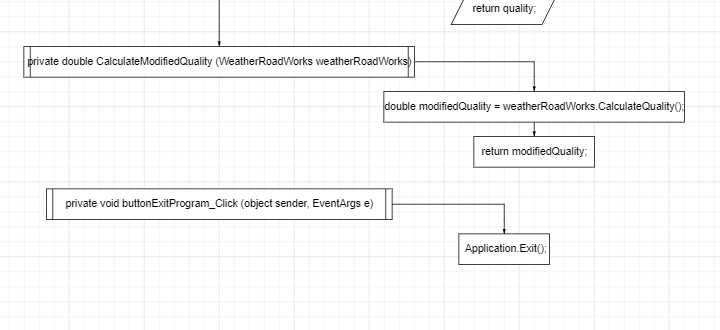 return quality;
private double CalculateModifiedQuality (WeatherRoadWorks weatherRoadWorks)
double modifiedQuality = weatherRoadWorks.CalculateQuality();
return modifiedQuality;
private void buttonExitProgram_Click (object sender, EventArgs e)
Application.Exit();